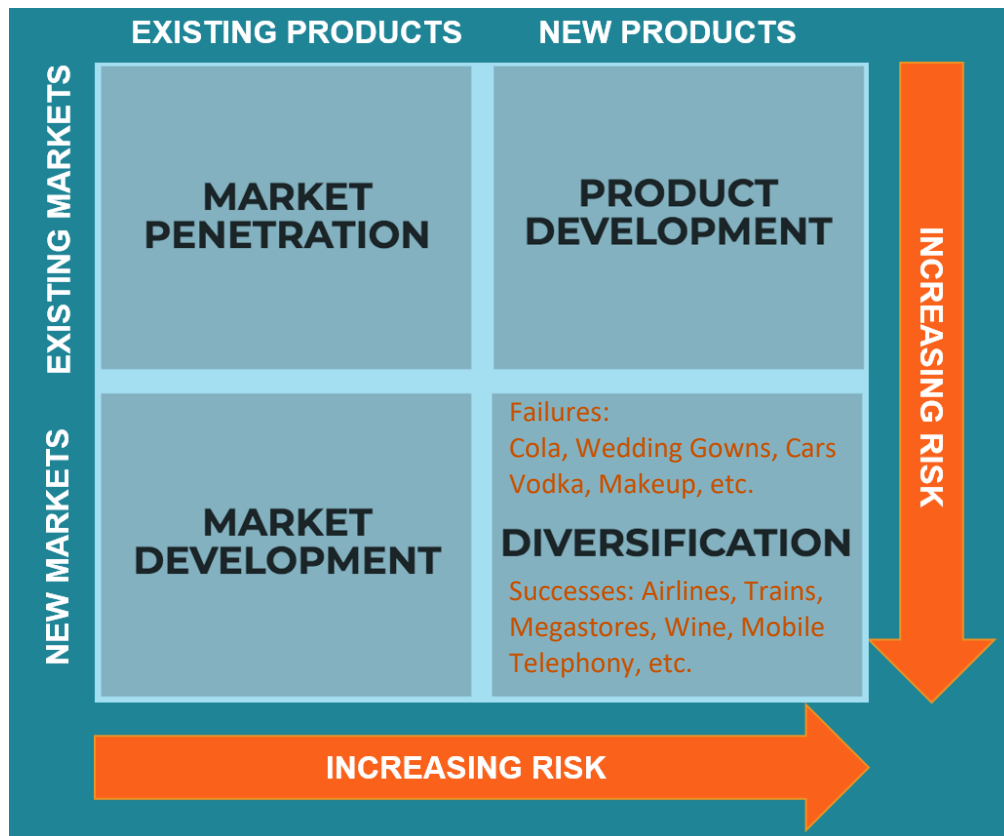 EXISTING PRODUCTS
NEW PRODUCTS
EXISTING MARKETS
MARKET
PENETRATION
PRODUCT
DEVELOPMENT
INCREASING RISK
NEW MARKETS
MARKET
DEVELOPMENT
Failures:
Cola, Wedding Gowns, Cars
Vodka, Makeup, etc.
DIVERSIFICATION
Successes: Airlines, Trains,
Megastores, Wine, Mobile
Telephony, etc.
INCREASING RISK